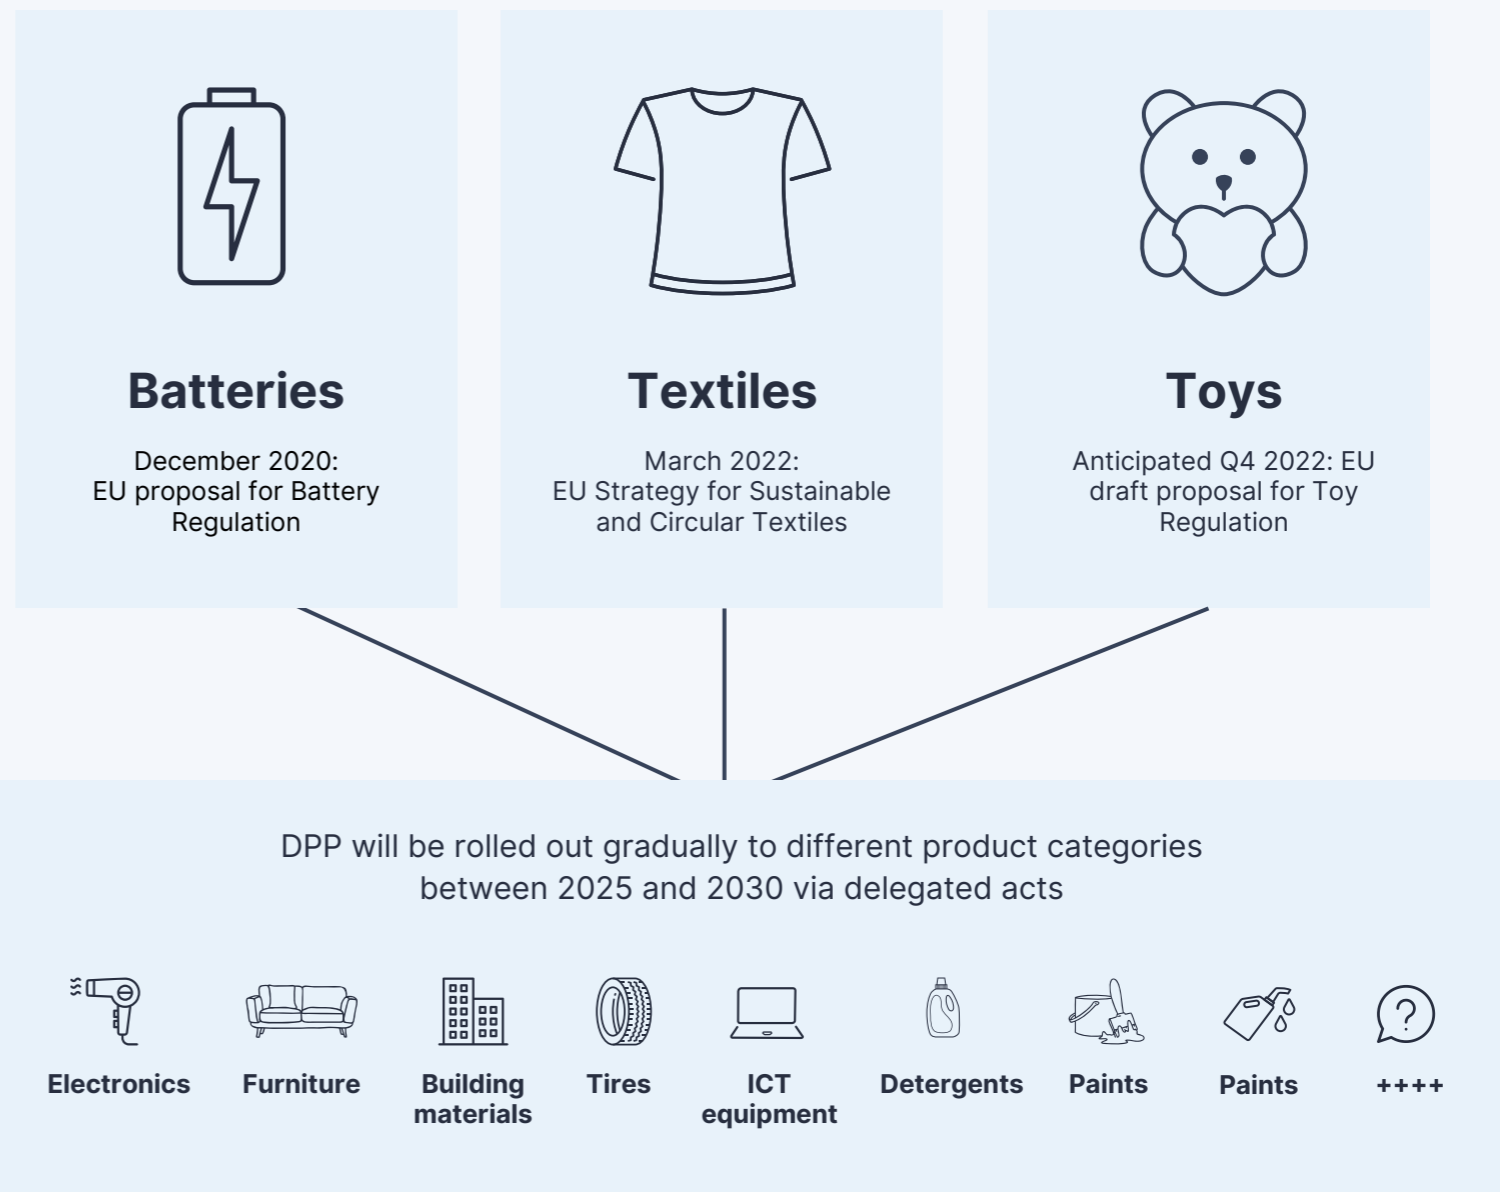 Batteries
December 2020:
EU proposal for Battery
Regulation
Textiles
March 2022:
EU Strategy for Sustainable
and Circular Textiles
Toys
Anticipated Q4 2022: EU
draft proposal for Toy
Regulation
DPP will be rolled out gradually to different product categories
between 2025 and 2030 via delegated acts
Electronics
Furniture
Building
materials
Tires
ICT
equipment
Detergents
Paints
Paints
?
++++